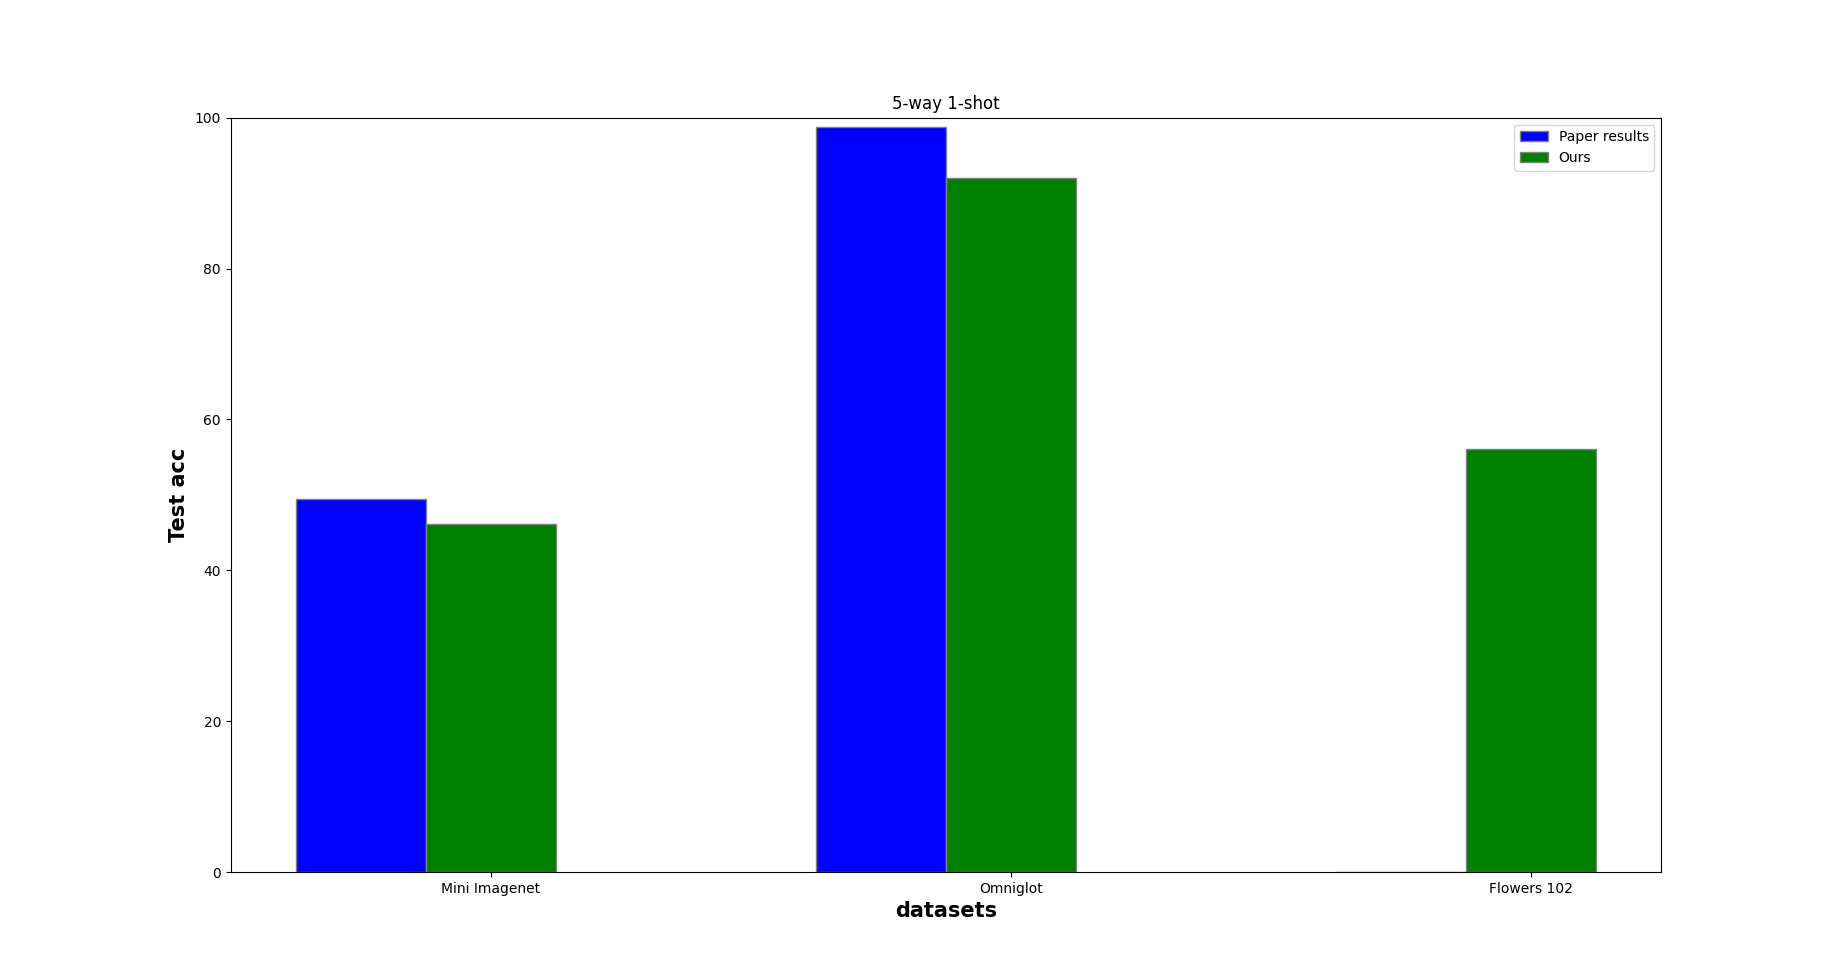 5-way 1-shot
100
80
60
40
20
0
Test acc
Paper results
Ours
Mini Imagenet
Omniglot
Flowers 102
datasets